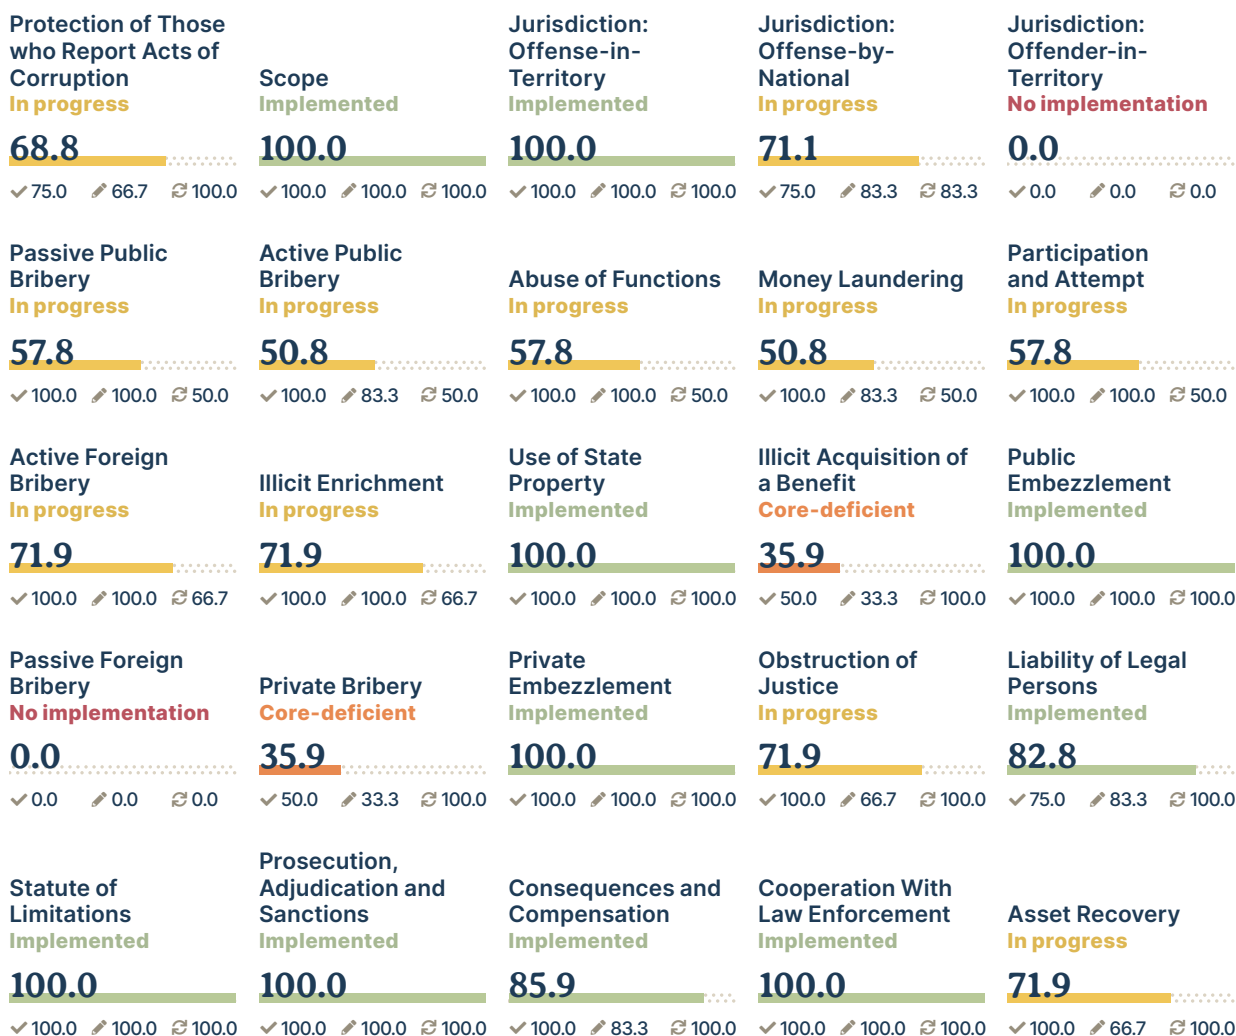 Protection of Those
who Report Acts of
Corruption
In progress
68.8
75.0 66.7 100.0
Scope
Implemented
100.0
100.0 100.0 100.0
Jurisdiction:
Offense-in-
Territory
Implemented
100.0
100.0 100.0 100.0
Jurisdiction:
Offense-by-
National
In progress
71.1
75.0 83.3 83.3
Jurisdiction:
Offender-in-
Territory
No implementation
0.0
0.0 0.0 0.0
Passive Public
Bribery
In progress
57.8
100.0 100.0 50.0
Active Public
Bribery
In progress
50.8
100.0 83.3 50.0
Abuse of Functions
In progress
57.8
100.0 100.0 50.0
Money Laundering
In progress
50.8
100.0 83.3 50.0
Participation
and Attempt
In progress
57.8
100.0 100.0 50.0
Active Foreign
Bribery
In progress
71.9
100.0 100.0 66.7
Illicit Enrichment
In progress
71.9
100.0 100.0 66.7
Use of State
Property
Implemented
100.0
100.0 100.0 100.0
Illicit Acquisition of
a Benefit
Core-deficient
35.9
50.0 33.3 100.0
Public
Embezzlement
Implemented
100.0
100.0 100.0 100.0
Passive Foreign
Bribery
No implementation
0.0
0.0 0.0 0.0
Private Bribery
Core-deficient
35.9
50.0 33.3 100.0
Private
Embezzlement
Implemented
100.0
100.0 100.0 100.0
Obstruction of
Justice
In progress
71.9
100.0 66.7 100.0
Liability of Legal
Persons
Implemented
82.8
75.0 83.3 100.0
Statute of
Limitations
Implemented
100.0
100.0 100.0 100.0
Prosecution,
Adjudication and
Sanctions
Implemented
100.0
100.0 100.0 100.0
Consequences and
Compensation
Implemented
85.9
100.0 83.3 100.0
Cooperation With
Law Enforcement
Implemented
100.0
100.0 100.0 100.0
Asset Recovery
In progress
71.9
100.0 66.7 100.0